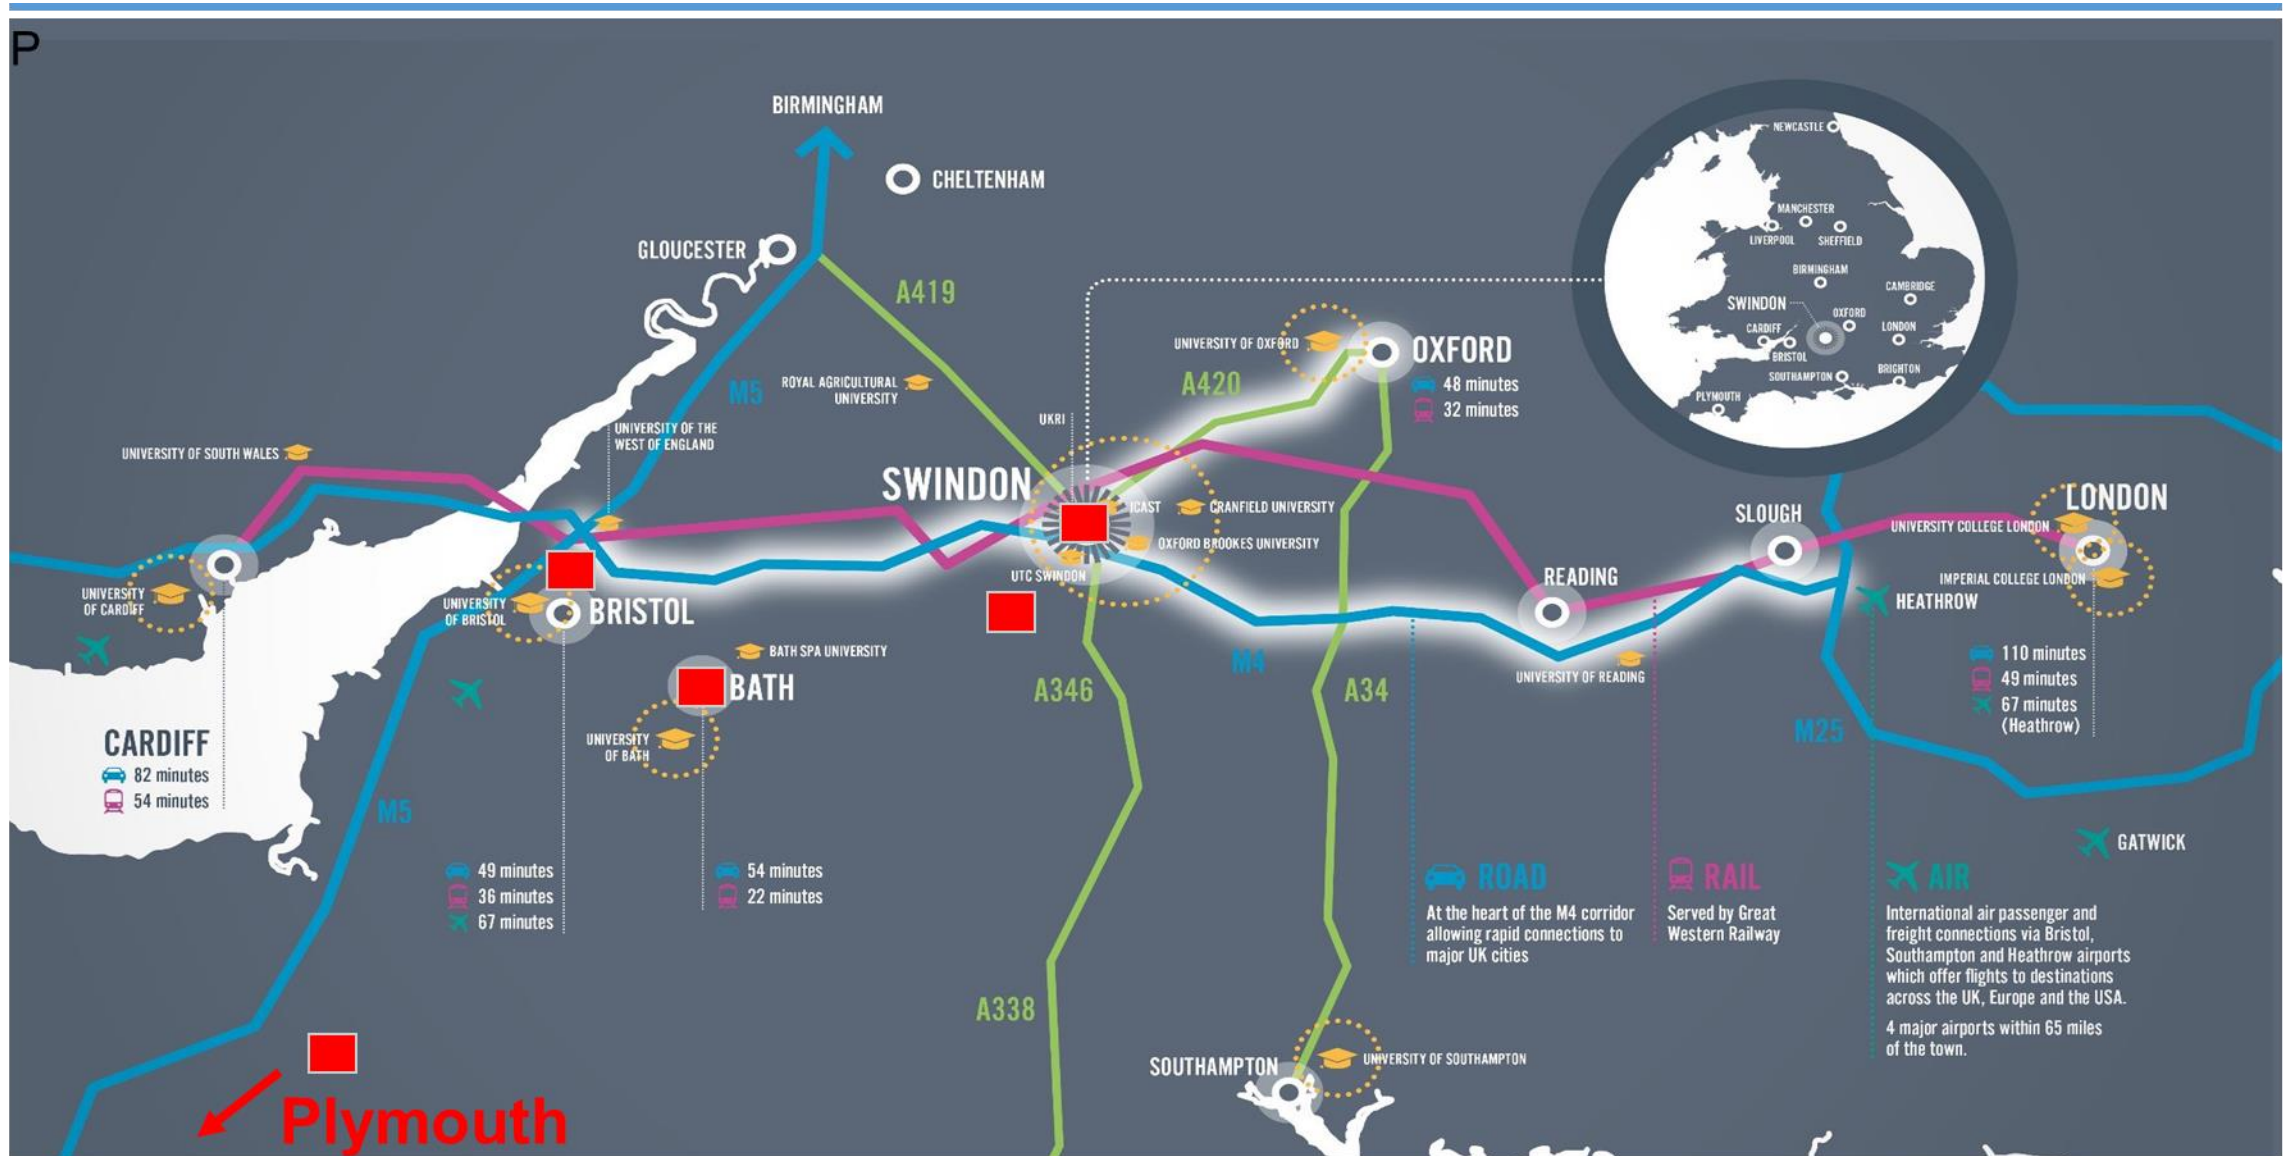 P
BIRMINGHAM
CHELTENHAM
GLOUCESTER
A419
M5
ROYAL AGRICULTURAL
UNIVERSITY
UNIVERSITY OF THE
WEST OF ENGLAND
UNIVERSITY OF SOUTH WALES
UKRI
UNIVERSITY OF OXFORD
OXFORD
48 minutes
32 minutes
A420
NEWCASTLE
MANCHESTER
LIVERPOOL
SHEFFIELD
BIRMINGHAM
CAMBRIDGE
SWINDON
OXFORD
CARDIFF
LONDON
BRISTOL
SOUTHAMPTON
BRIGHTON
PLYMOUTH
SWINDON
ICAST
CRANFIELD UNIVERSITY
OXFORD BROOKES UNIVERSITY
UTC SWINDON
SLOUGH
LONDON
UNIVERSITY COLLEGE LONDON
IMPERIAL COLLEGE LONDON
READING
HEATHROW
UNIVERSITY
OF CARDIFF
UNIVERSITY
OF BRISTOL
BRISTOL
BATH SPA UNIVERSITY
BATH
UNIVERSITY
OF BATH
M4
A346
A34
UNIVERSITY OF READING
110 minutes
49 minutes
67 minutes
(Heathrow)
M25
CARDIFF
82 minutes
54 minutes
M5
49 minutes
36 minutes
67 minutes
54 minutes
22 minutes
GATWICK
ROAD
At the heart of the M4 corridor
allowing rapid connections to
major UK cities
RAIL
Served by Great
Western Railway
AIR
International air passenger and
freight connections via Bristol,
Southampton and Heathrow airports
which offer flights to destinations
across the UK, Europe and the USA.
4 major airports within 65 miles
of the town.
A338
SOUTHAMPTON
UNIVERSITY OF SOUTHAMPTON
Plymouth